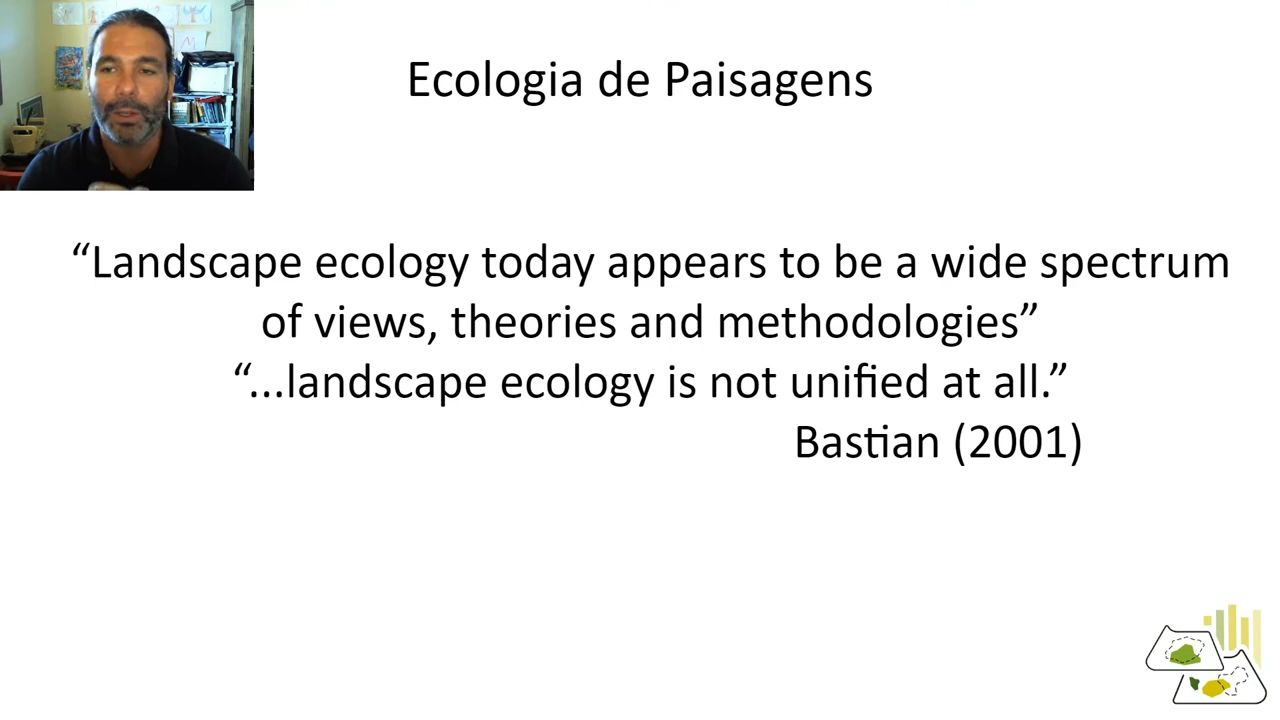 Ecologia de Paisagens
“Landscape ecology today appears to be a wide spectrum
of views, theories and methodologies”
“...landscape ecology is not unified at all.”
Bastian (2001)